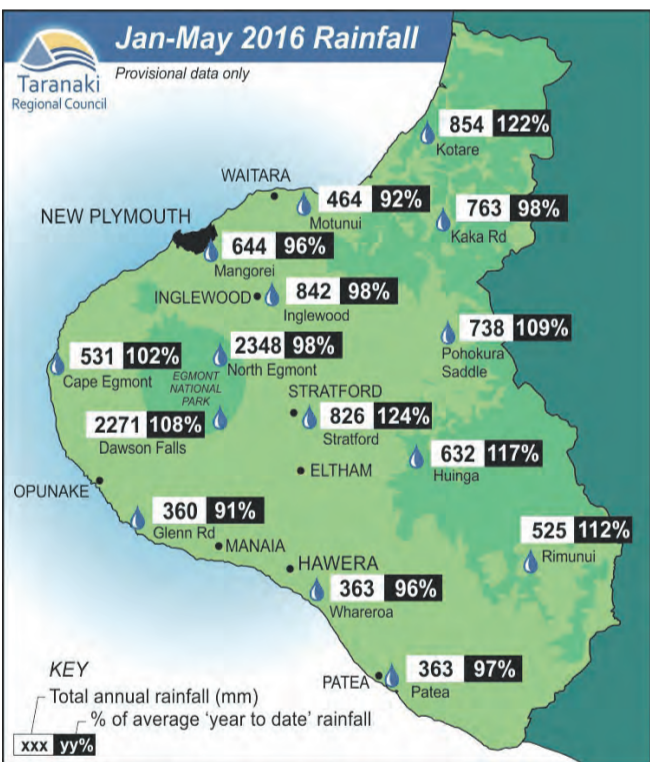 Jan-May 2016 Rainfall
Provisional data only
Taranaki
Regional Council
854 122%
Kotare
WAITARA
464 92%
Motunui
763 98%
Kaka Rd
NEW PLYMOUTH
644 96%
Mangorei
INGLEWOOD
842 98%
Inglewood
738 109%
Pohokura
Saddle
531 102%
Cape Egmont
2348 98%
North Egmont
EGMONT
NATIONAL
PARK
STRATFORD
2271 108%
Dawson Falls
826 124%
Stratford
632 117%
Huinga
ELTHAM
OPUNAKE
360 91%
Glenn Rd
MANAIA
525 112%
Rimunui
HAWERA
363 96%
Whareroa
PATEA
363 97%
Patea
KEY
Total annual rainfall (mm)
% of average 'year to date' rainfall
xxx yy%